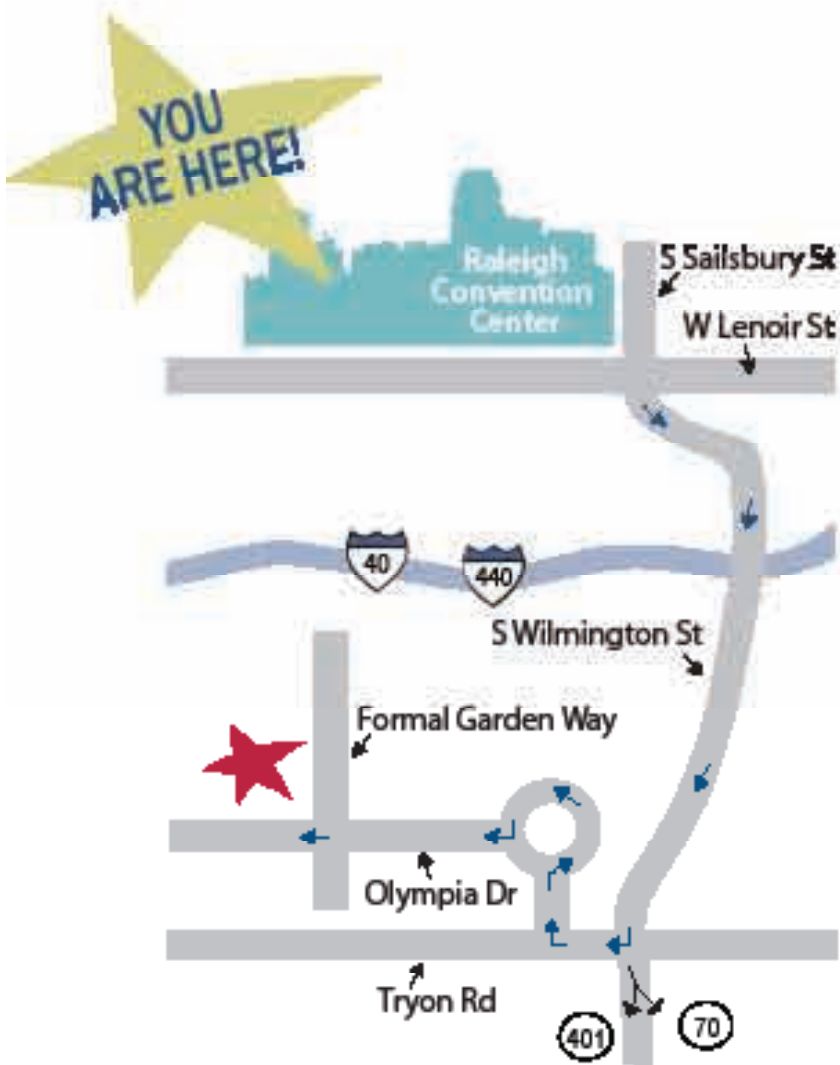 YOU
ARE HERE!
Raleigh
Convention
Center
S Sailsbury St
W Lenoir St
40
440
S Wilmington St
Formal Garden Way
Olympia Dr
Tryon Rd
401
70